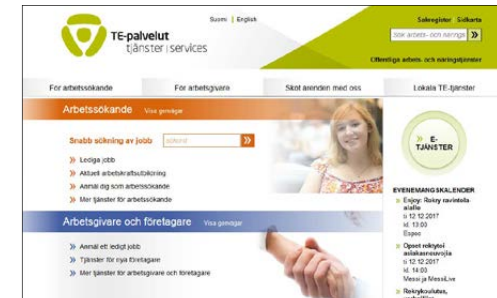 Suomi | English
Sökregister Sidkarta
TE-palvelut
tjänster | services
Sök arbets- och närings
Offentliga arbets- och näringstjänster
För arbetssökande
För arbetsgivare
Sköt ärenden med oss
Lokala TE-tjänster
Arbetssökande Visa genvägar
Snabb sökning av jobb
Lediga jobb
Aktuell arbetskraftsutbildning
Anmäl dig som arbetssökande
Mer tjänster för arbetssökande
E-
TJÄNSTER
Arbetsgivare och företagare Visa genvägar
Anmäl ett ledigt jobb
Tjänster för nya företagare
Mer tjänster för arbetsgivare och företagare
EVENEMANGSKALENDER
Enjoy: Rekry ravintola
alalle
ti 12.12.2017
kl. 13:00
Espoo
Opset rekrytoi
asiakasneuvojia
ti 12.12.2017
kl. 14:00
Messi ja MessiLive
Rekrykoulutus,